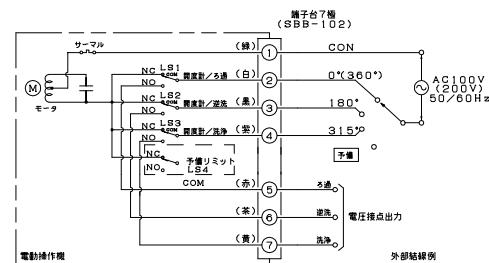 端子台7極
(SBB-102)
サーマル
(緑) 1 CON
NC LS1 COM 開度計/ろ過 (白) 2 0°(360°)
NO
AC100V
(200V)
50/60Hz
M
モータ
NC LS2 COM 開度計/逆洗 (黒) 3 180°
NO
NC LS3 COM 開度計/洗浄 (紫) 4 315°
NO
NC 予備リミット
NO LS4
予備
COM (赤) 5 ろ過
(茶) 6 逆洗 電圧接点出力
(黄) 7 洗浄
電動操作機 外部結線例